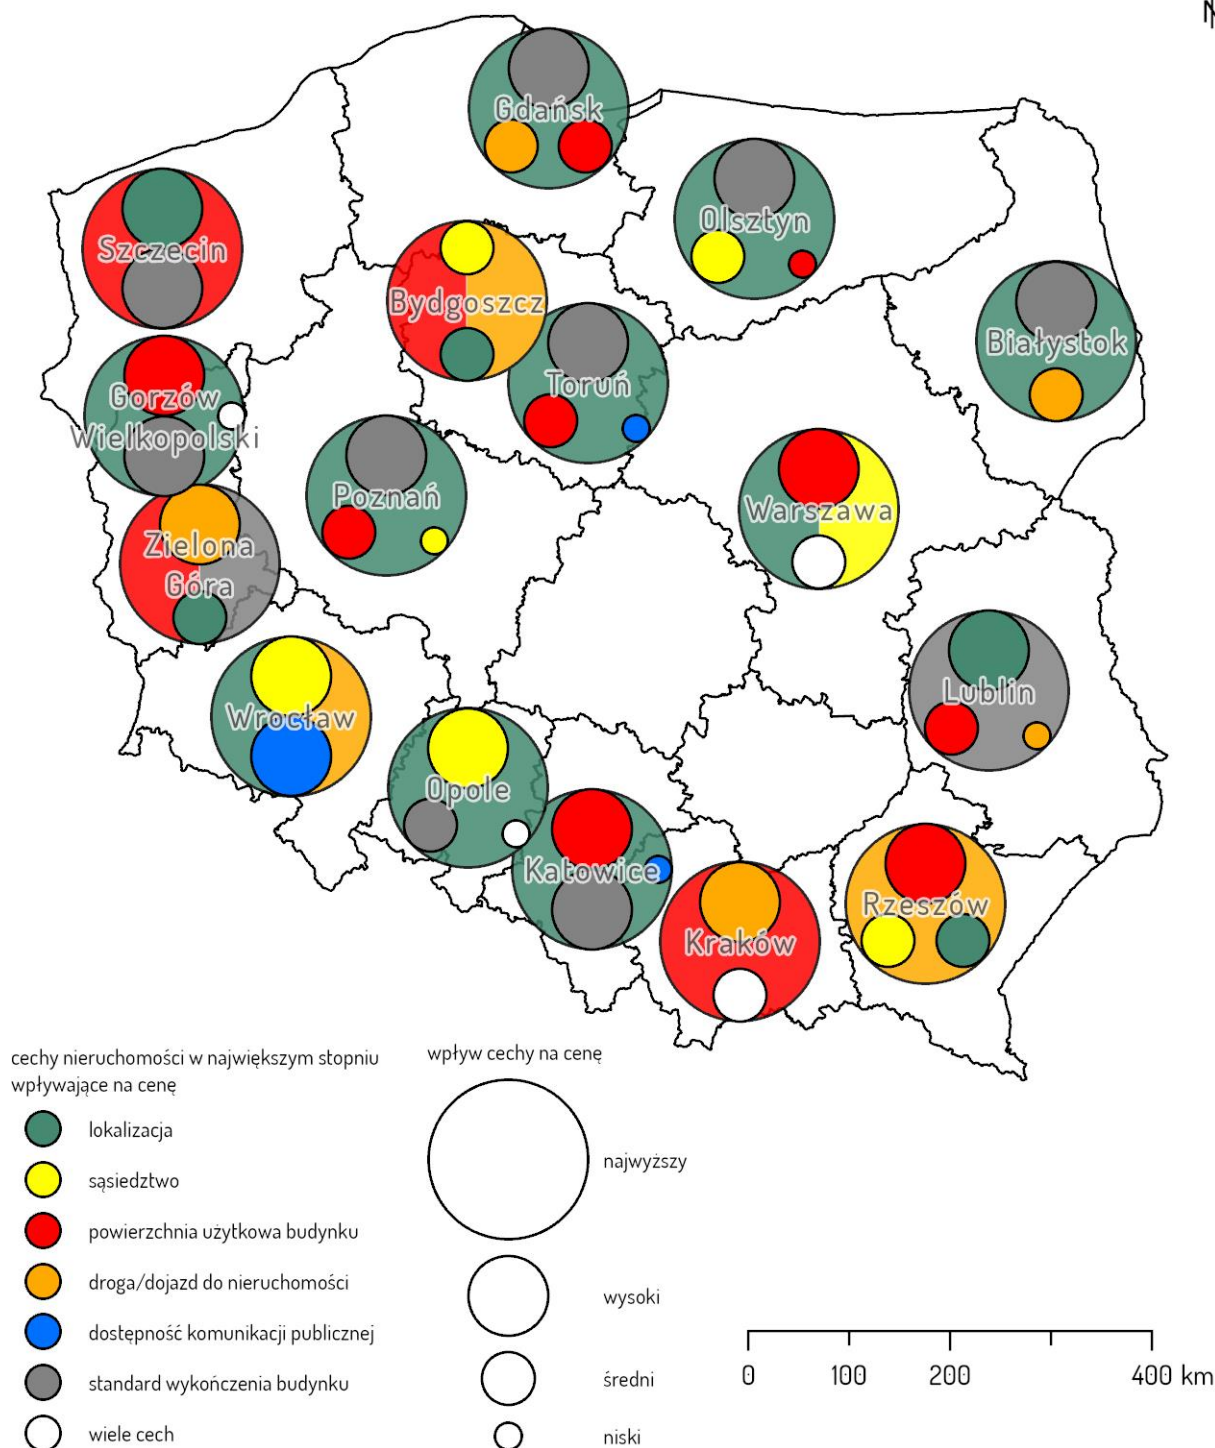 N
Gdańsk
Olsztyn
Szczecin
Bydgoszcz
Białystok
Toruń
Gorzów
Wielkopolski
Poznań
Warszawa
Zielona
Góra
Lublin
Wrocław
Opole
Katowice
Rzeszów
Kraków
cechy nieruchomości w największym stopniu
wpływające na cenę
lokalizacja
sąsiedztwo
powierzchnia użytkowa budynku
droga/dojazd do nieruchomości
dostępność komunikacji publicznej
standard wykończenia budynku
wiele cech
wpływ cechy na cenę
najwyższy
wysoki
średni
niski
0 100 200 400 km